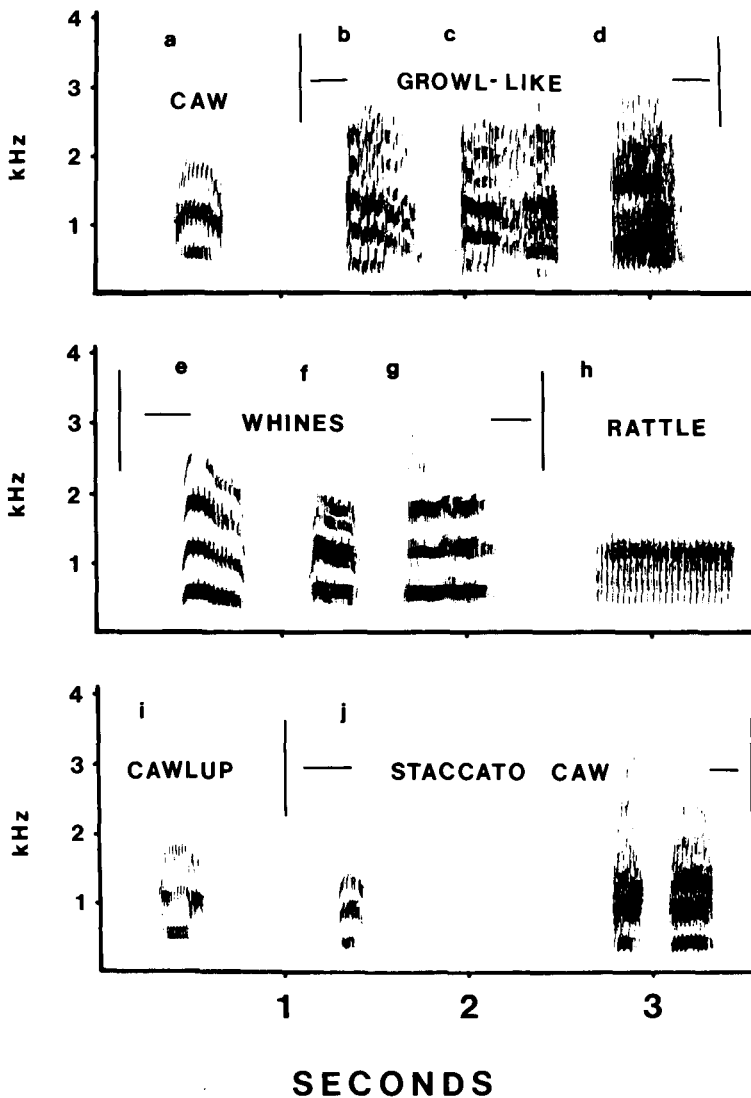 4
a
b
c
d
3
GROWL-LIKE
CAW
kHz
2
1
4
e
f
g
h
3
WHINES
RATTLE
kHz
2
1
4
i
j
3
CAWLUP
STACCATO CAW
kHz
2
1
1
2
3
SECONDS